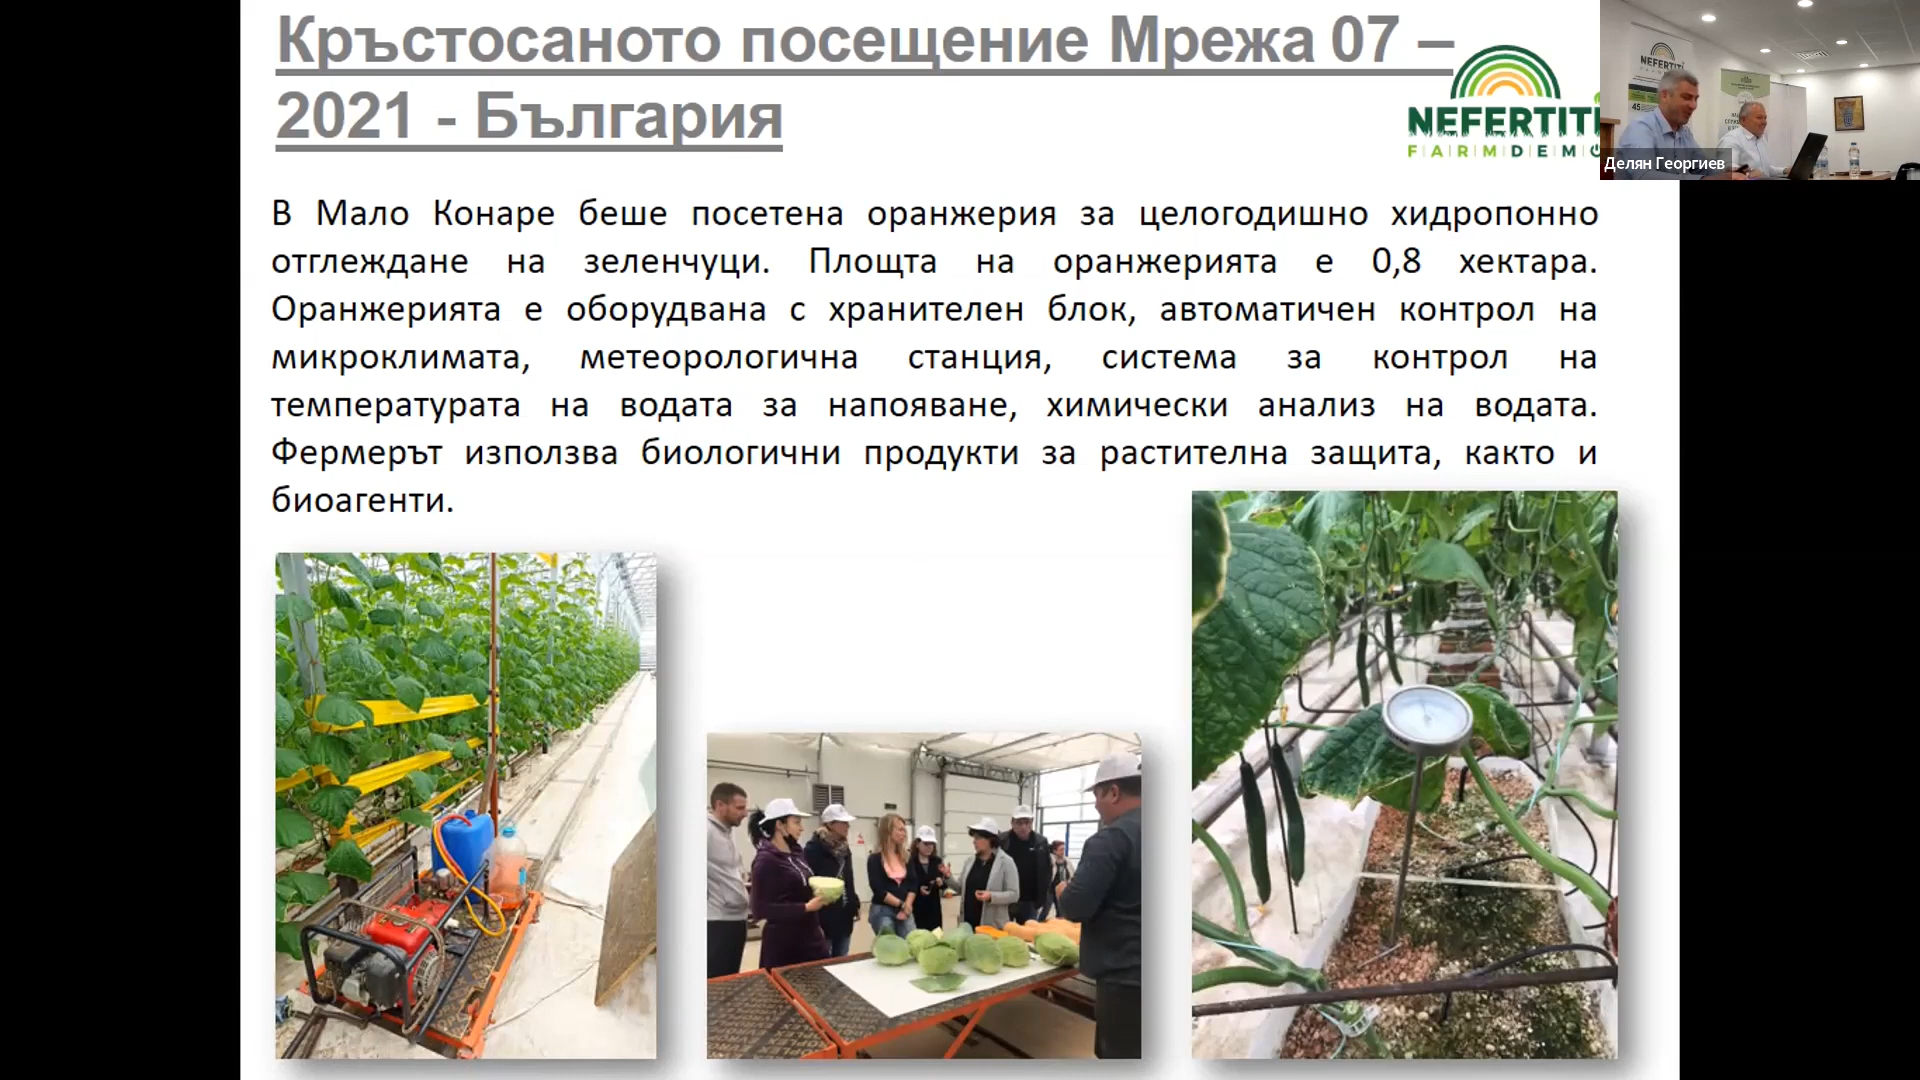 Кръстосаното посещение Мрежа 07 –
2021 - България
NEFERTITI
FARMDEMO
NEFERTITI
45
Делян Георгиев
В Мало Конаре беше посетена оранжерия за целогодишно хидропонно
отглеждане на зеленчуци. Площта на оранжерията е 0,8 хектара.
Оранжерията е оборудвана с хранителен блок, автоматичен контрол на
микроклимата, метеорологична станция, система за контрол на
температурата на водата за напояване, химически анализ на водата.
Фермерът използва биологични продукти за растителна защита, както и
биоагенти.